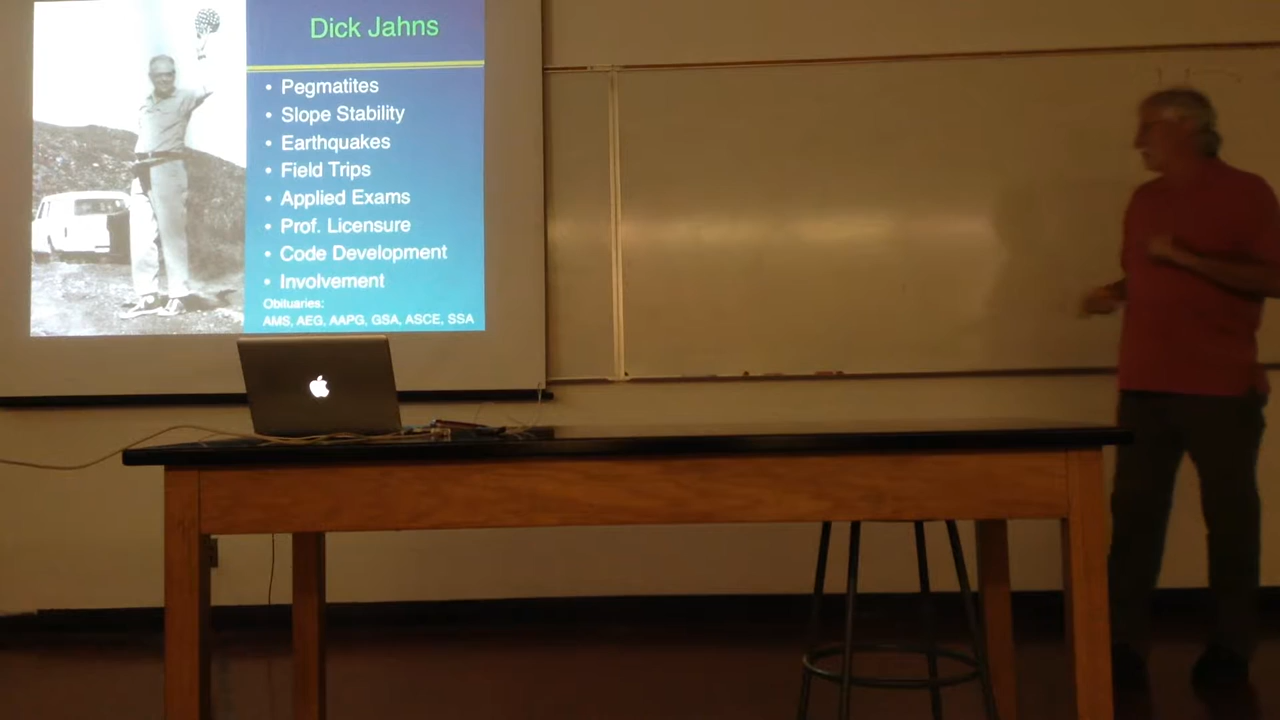 Dick Jahns
• Pegmatites
• Slope Stability
• Earthquakes
• Field Trips
• Applied Exams
• Prof. Licensure
• Code Development
• Involvement
Obituaries:
AMS, AEG, AAPG, GSA, ASCE, SSA